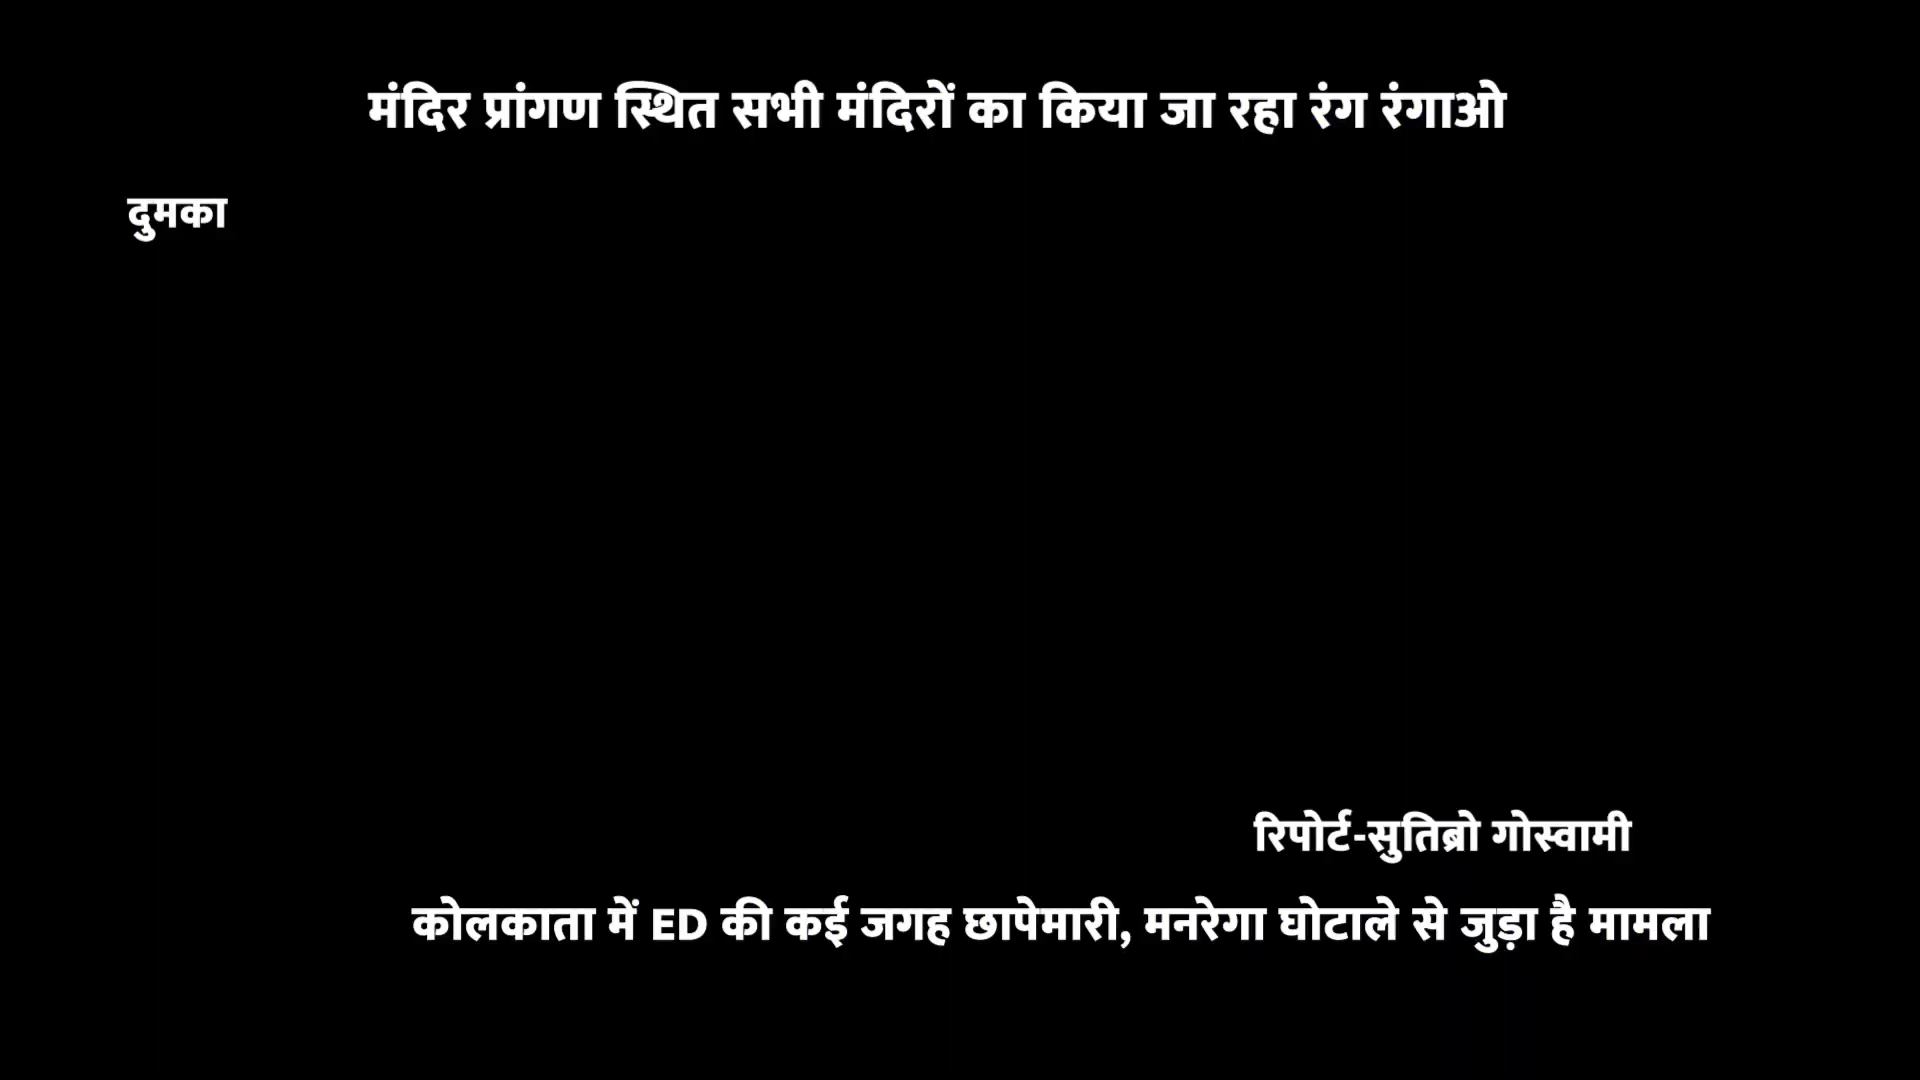 मंदिर प्रांगण स्थित सभी मंदिरों का किया जा रहा रंग रंगाओ
दुमका
रिपोर्ट-सुतिब्रो गोस्वामी
कोलकाता में ED की कई जगह छापेमारी, मनरेगा घोटाले से जुड़ा है मामला